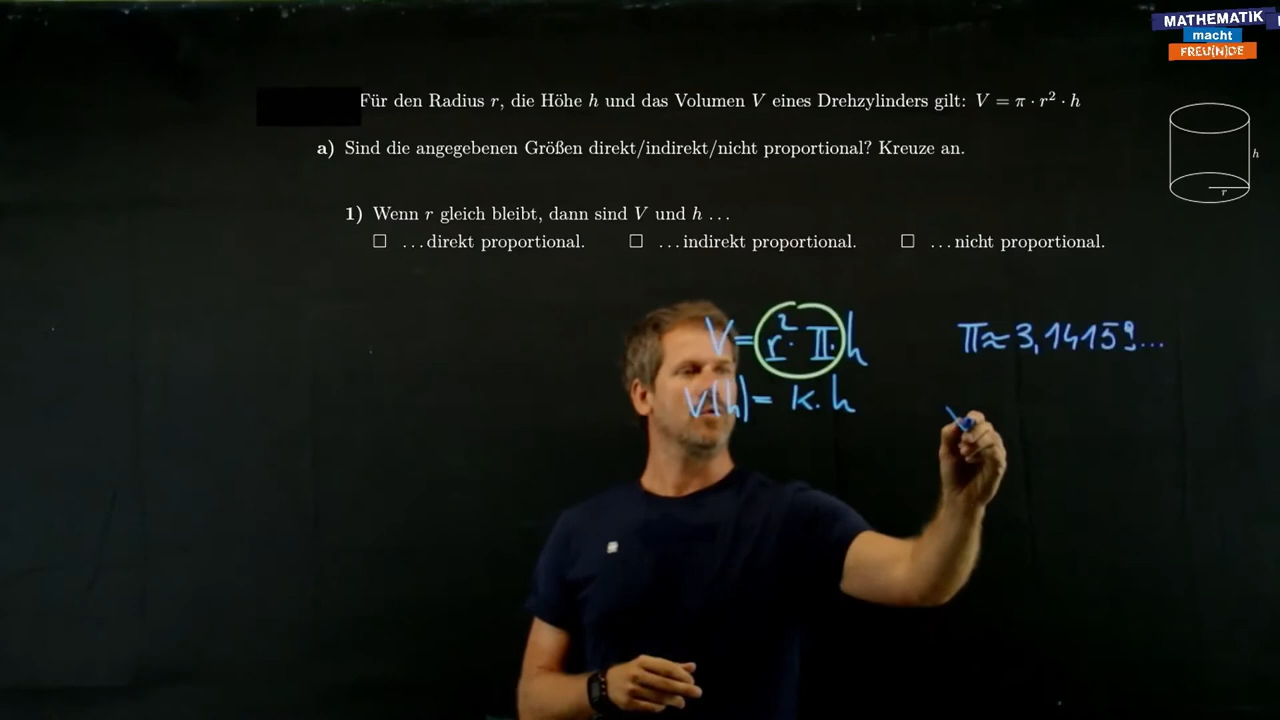 MATHEMATIK
macht
FREU(N)DE
Für den Radius r, die Höhe h und das Volumen V eines Drehzylinders gilt: V = π · r² · h
a) Sind die angegebenen Größen direkt/indirekt/nicht proportional? Kreuze an.
h
r
1) Wenn r gleich bleibt, dann sind V und h ...
☐ ...direkt proportional. ☐ ...indirekt proportional. ☐ ...nicht proportional.
V = r² · π · h
π ≈ 3,14159...
V(h) = k · h